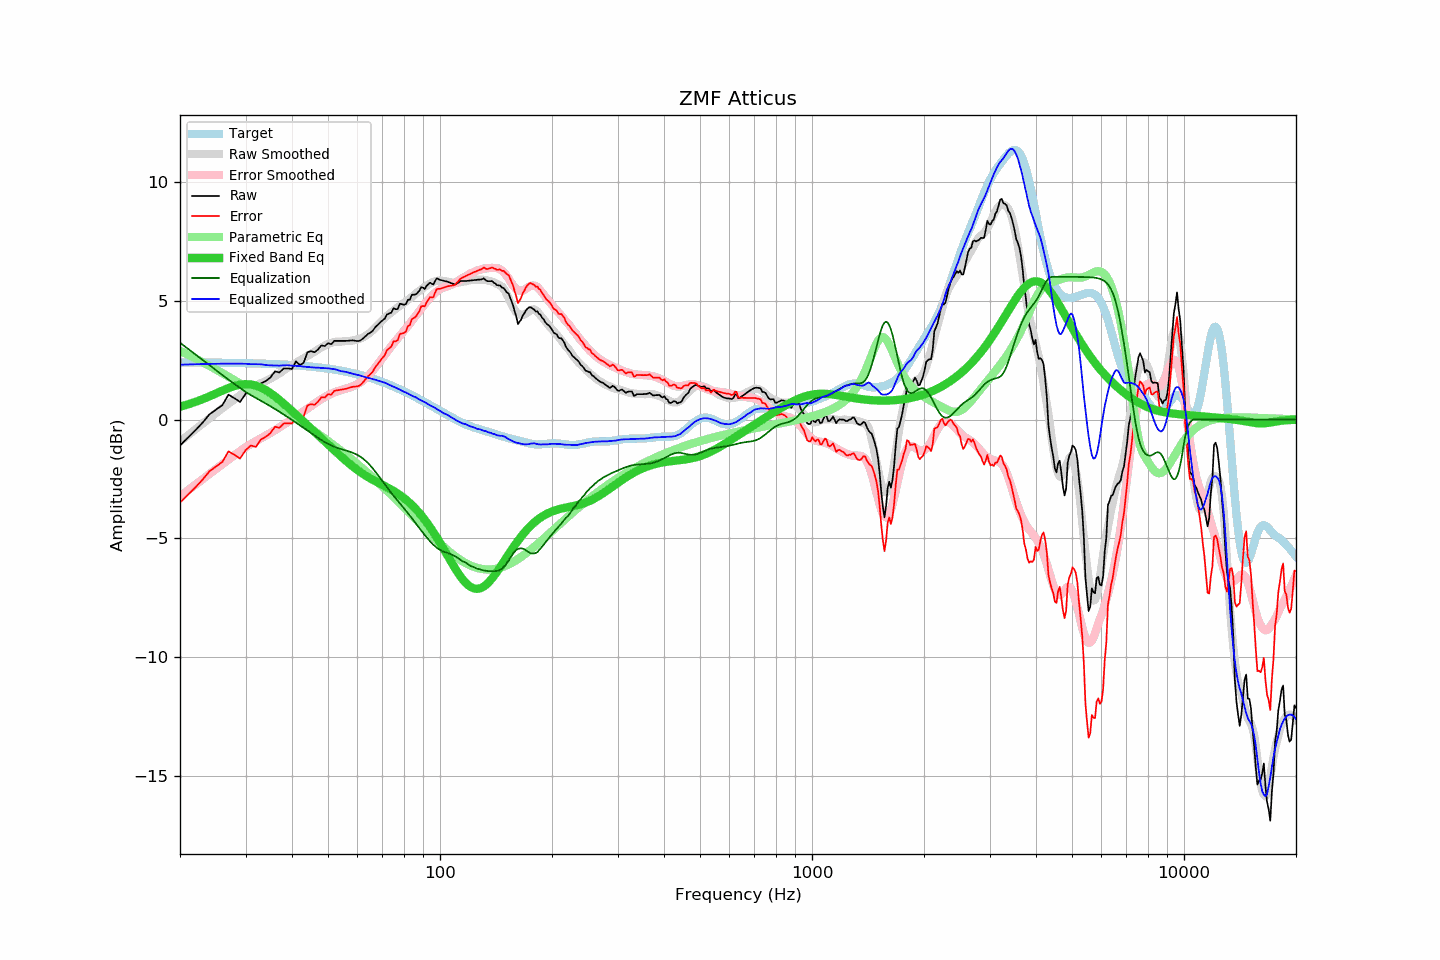 ZMF Atticus
Target
Raw Smoothed
Error Smoothed
Raw
Error
Parametric Eq
Fixed Band Eq
Equalization
Equalized smoothed
10
5
0
−5
−10
−15
Amplitude (dBr)
100
1000
10000
Frequency (Hz)